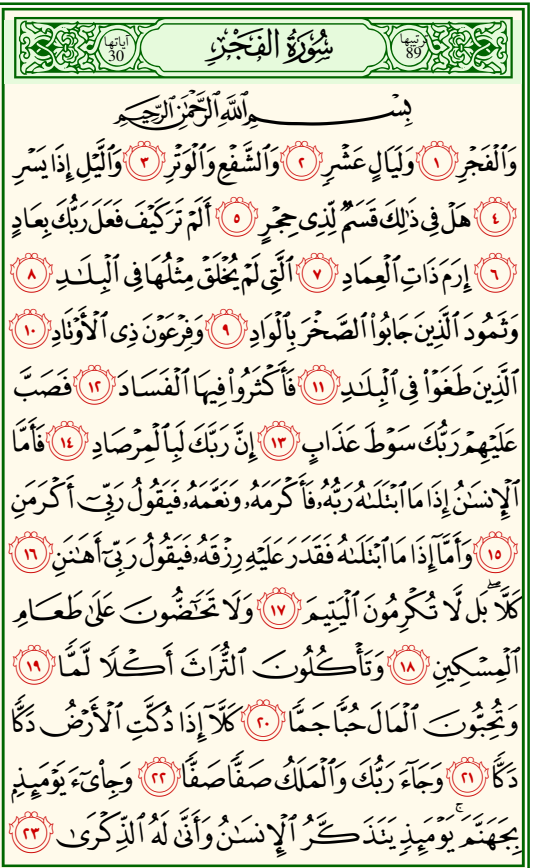 ترتيبها 89 سُورَةُ الفَجْرِ آياتها 30
بِسْمِ ٱللَّهِ ٱلرَّحْمَٰنِ ٱلرَّحِيمِ
وَٱلْفَجْرِ ١ وَلَيَالٍ عَشْرٍ ٢ وَٱلشَّفْعِ وَٱلْوَتْرِ ٣ وَٱلَّيْلِ إِذَا يَسْرِ
٤ هَلْ فِى ذَٰلِكَ قَسَمٌ لِّذِى حِجْرٍ ٥ أَلَمْ تَرَ كَيْفَ فَعَلَ رَبُّكَ بِعَادٍ
٦ إِرَمَ ذَاتِ ٱلْعِمَادِ ٧ ٱلَّتِى لَمْ يُخْلَقْ مِثْلُهَا فِى ٱلْبِلَٰدِ ٨
وَثَمُودَ ٱلَّذِينَ جَابُوا۟ ٱلصَّخْرَ بِٱلْوَادِ ٩ وَفِرْعَوْنَ ذِى ٱلْأَوْتَادِ ١٠
ٱلَّذِينَ طَغَوْا۟ فِى ٱلْبِلَٰدِ ١١ فَأَكْثَرُوا۟ فِيهَا ٱلْفَسَادَ ١٢ فَصَبَّ
عَلَيْهِمْ رَبُّكَ سَوْطَ عَذَابٍ ١٣ إِنَّ رَبَّكَ لَبِٱلْمِرْصَادِ ١٤ فَأَمَّا
ٱلْإِنسَٰنُ إِذَا مَا ٱبْتَلَىٰهُ رَبُّهُۥ فَأَكْرَمَهُۥ وَنَعَّمَهُۥ فَيَقُولُ رَبِّىٓ أَكْرَمَنِ
١٥ وَأَمَّآ إِذَا مَا ٱبْتَلَىٰهُ فَقَدَرَ عَلَيْهِ رِزْقَهُۥ فَيَقُولُ رَبِّىٓ أَهَٰنَنِ ١٦
كَلَّا ۖ بَل لَّا تُكْرِمُونَ ٱلْيَتِيمَ ١٧ وَلَا تَحَٰٓضُّونَ عَلَىٰ طَعَامِ
ٱلْمِسْكِينِ ١٨ وَتَأْكُلُونَ ٱلتُّرَاثَ أَكْلًا لَّمًّا ١٩
وَتُحِبُّونَ ٱلْمَالَ حُبًّا جَمًّا ٢٠ كَلَّآ إِذَا دُكَّتِ ٱلْأَرْضُ دَكًّا
دَكًّا ٢١ وَجَآءَ رَبُّكَ وَٱلْمَلَكُ صَفًّا صَفًّا ٢٢ وَجِا۟ىٓءَ يَوْمَئِذٍۭ
بِجَهَنَّمَ ۚ يَوْمَئِذٍ يَتَذَكَّرُ ٱلْإِنسَٰنُ وَأَنَّىٰ لَهُ ٱلذِّكْرَىٰ ٢٣